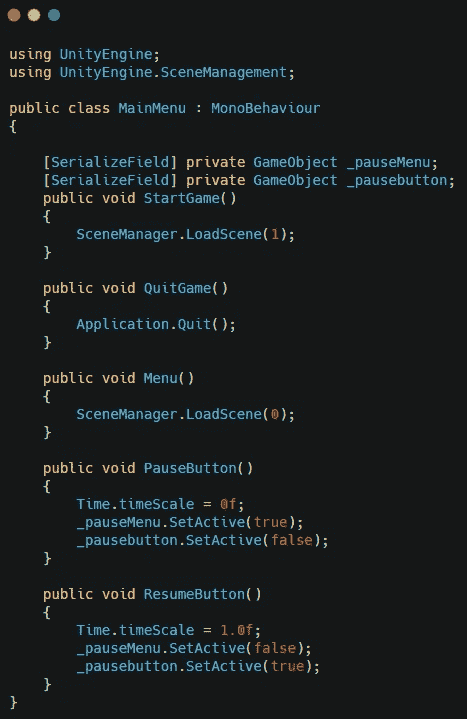 using UnityEngine;
using UnityEngine.SceneManagement;

public class MainMenu : MonoBehaviour
{

    [SerializeField] private GameObject _pauseMenu;
    [SerializeField] private GameObject _pausebutton;
    public void StartGame()
    {
        SceneManager.LoadScene(1);
    }

    public void QuitGame()
    {
        Application.Quit();
    }

    public void Menu()
    {
        SceneManager.LoadScene(0);
    }

    public void PauseButton()
    {
        Time.timeScale = 0f;
        _pauseMenu.SetActive(true);
        _pausebutton.SetActive(false);
    }

    public void ResumeButton()
    {
        Time.timeScale = 1.0f;
        _pauseMenu.SetActive(false);
        _pausebutton.SetActive(true);
    }
}